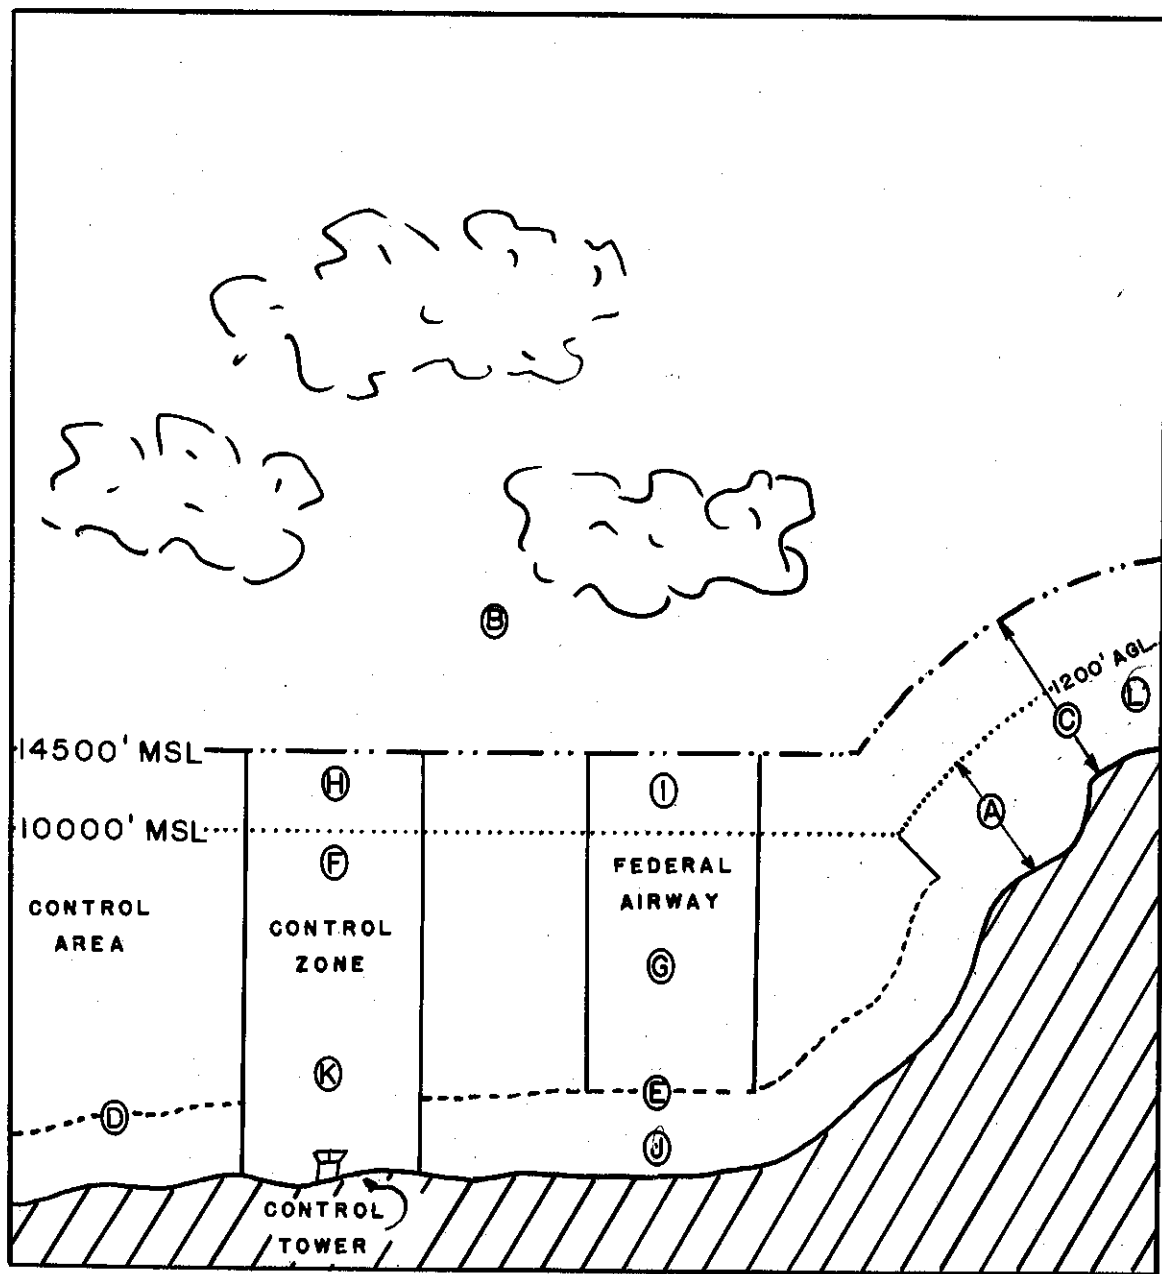 B
1200' AGL
L
C
14500' MSL
H
I
10000' MSL
A
F
FEDERAL
AIRWAY
CONTROL
AREA
CONTROL
ZONE
G
K
E
D
J
CONTROL
TOWER